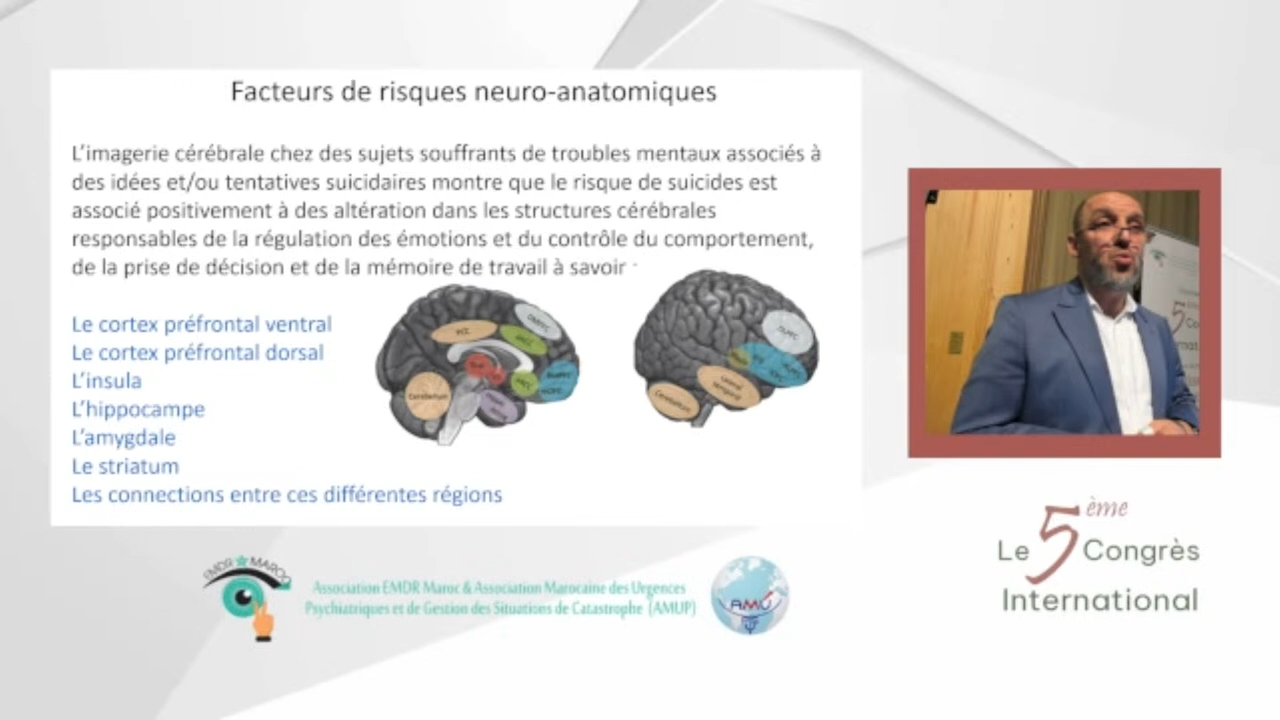 Facteurs de risques neuro-anatomiques
L'imagerie cérébrale chez des sujets souffrants de troubles mentaux associés à
des idées et/ou tentatives suicidaires montre que le risque de suicides est
associé positivement à des altération dans les structures cérébrales
responsables de la régulation des émotions et du contrôle du comportement,
de la prise de décision et de la mémoire de travail à savoir -
Le cortex préfrontal ventral
Le cortex préfrontal dorsal
L'insula
L'hippocampe
L'amygdale
Le striatum
Les connections entre ces différentes régions
PCC
Cerebellum
Lateral
temporal
Cerebellum
EMDR MAROC
Association EMDR Maroc & Association Marocaine des Urgences
Psychiatriques et de Gestion des Situations de Catastrophe (AMUP)
AMU
5
Le 5ème Congrès
International